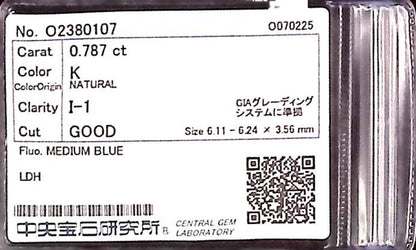 No. O2380107 O070225
Carat 0.787 ct
Color K
ColorOrigin NATURAL
Clarity I-1
GIAグレーディング
システムに準拠
Cut GOOD Size 6.11 - 6.24 × 3.56 mm
Fluo. MEDIUM BLUE
LDH
中央宝石研究所® CENTRAL GEM
LABORATORY